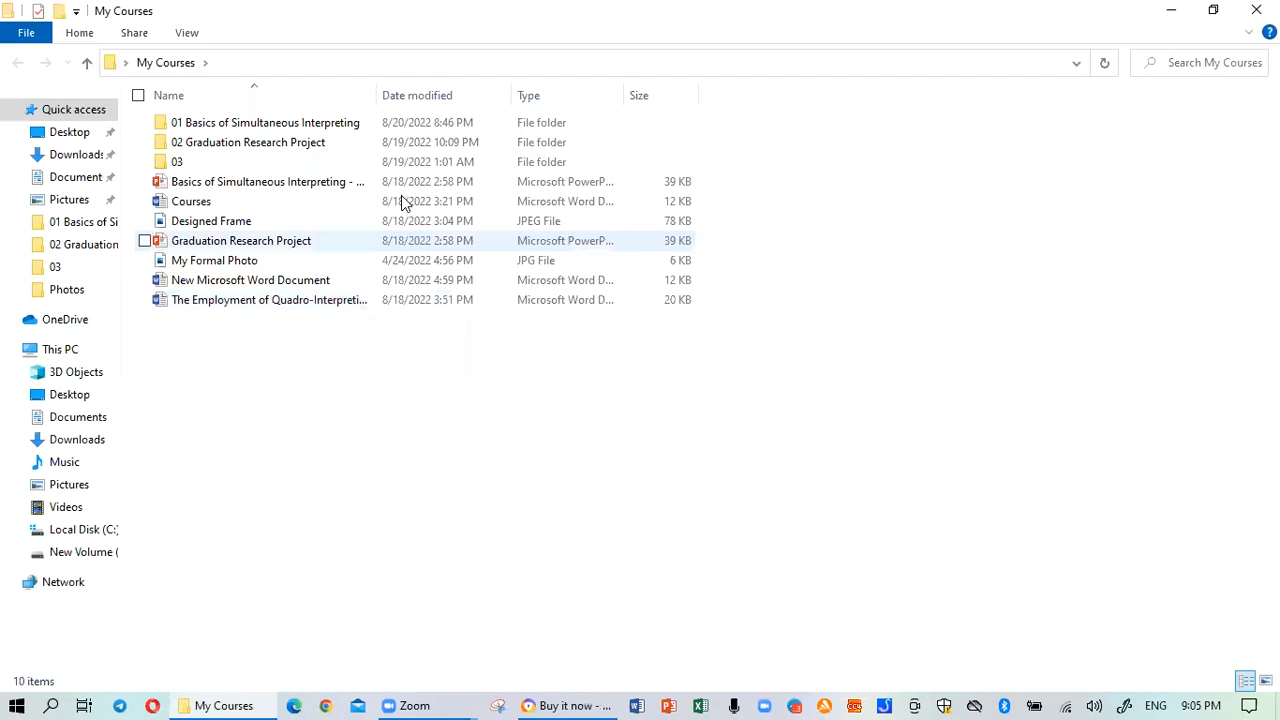 My Courses
File Home Share View
My Courses Search My Courses
Name Date modified Type Size
Quick access
Desktop
Downloads
Document
Pictures
01 Basics of Si
02 Graduation
03
Photos
OneDrive
This PC
3D Objects
Desktop
Documents
Downloads
Music
Pictures
Videos
Local Disk (C:)
New Volume (
Network
01 Basics of Simultaneous Interpreting 8/20/2022 8:46 PM File folder
02 Graduation Research Project 8/19/2022 10:09 PM File folder
03 8/19/2022 1:01 AM File folder
Basics of Simultaneous Interpreting - ... 8/18/2022 2:58 PM Microsoft PowerP... 39 KB
Courses 8/18/2022 3:21 PM Microsoft Word D... 12 KB
Designed Frame 8/18/2022 3:04 PM JPEG File 78 KB
Graduation Research Project 8/18/2022 2:58 PM Microsoft PowerP... 39 KB
My Formal Photo 4/24/2022 4:56 PM JPG File 6 KB
New Microsoft Word Document 8/18/2022 4:59 PM Microsoft Word D... 12 KB
The Employment of Quadro-Interpreti... 8/18/2022 3:51 PM Microsoft Word D... 20 KB
10 items
My Courses Zoom Buy it now - ... ENG 9:05 PM